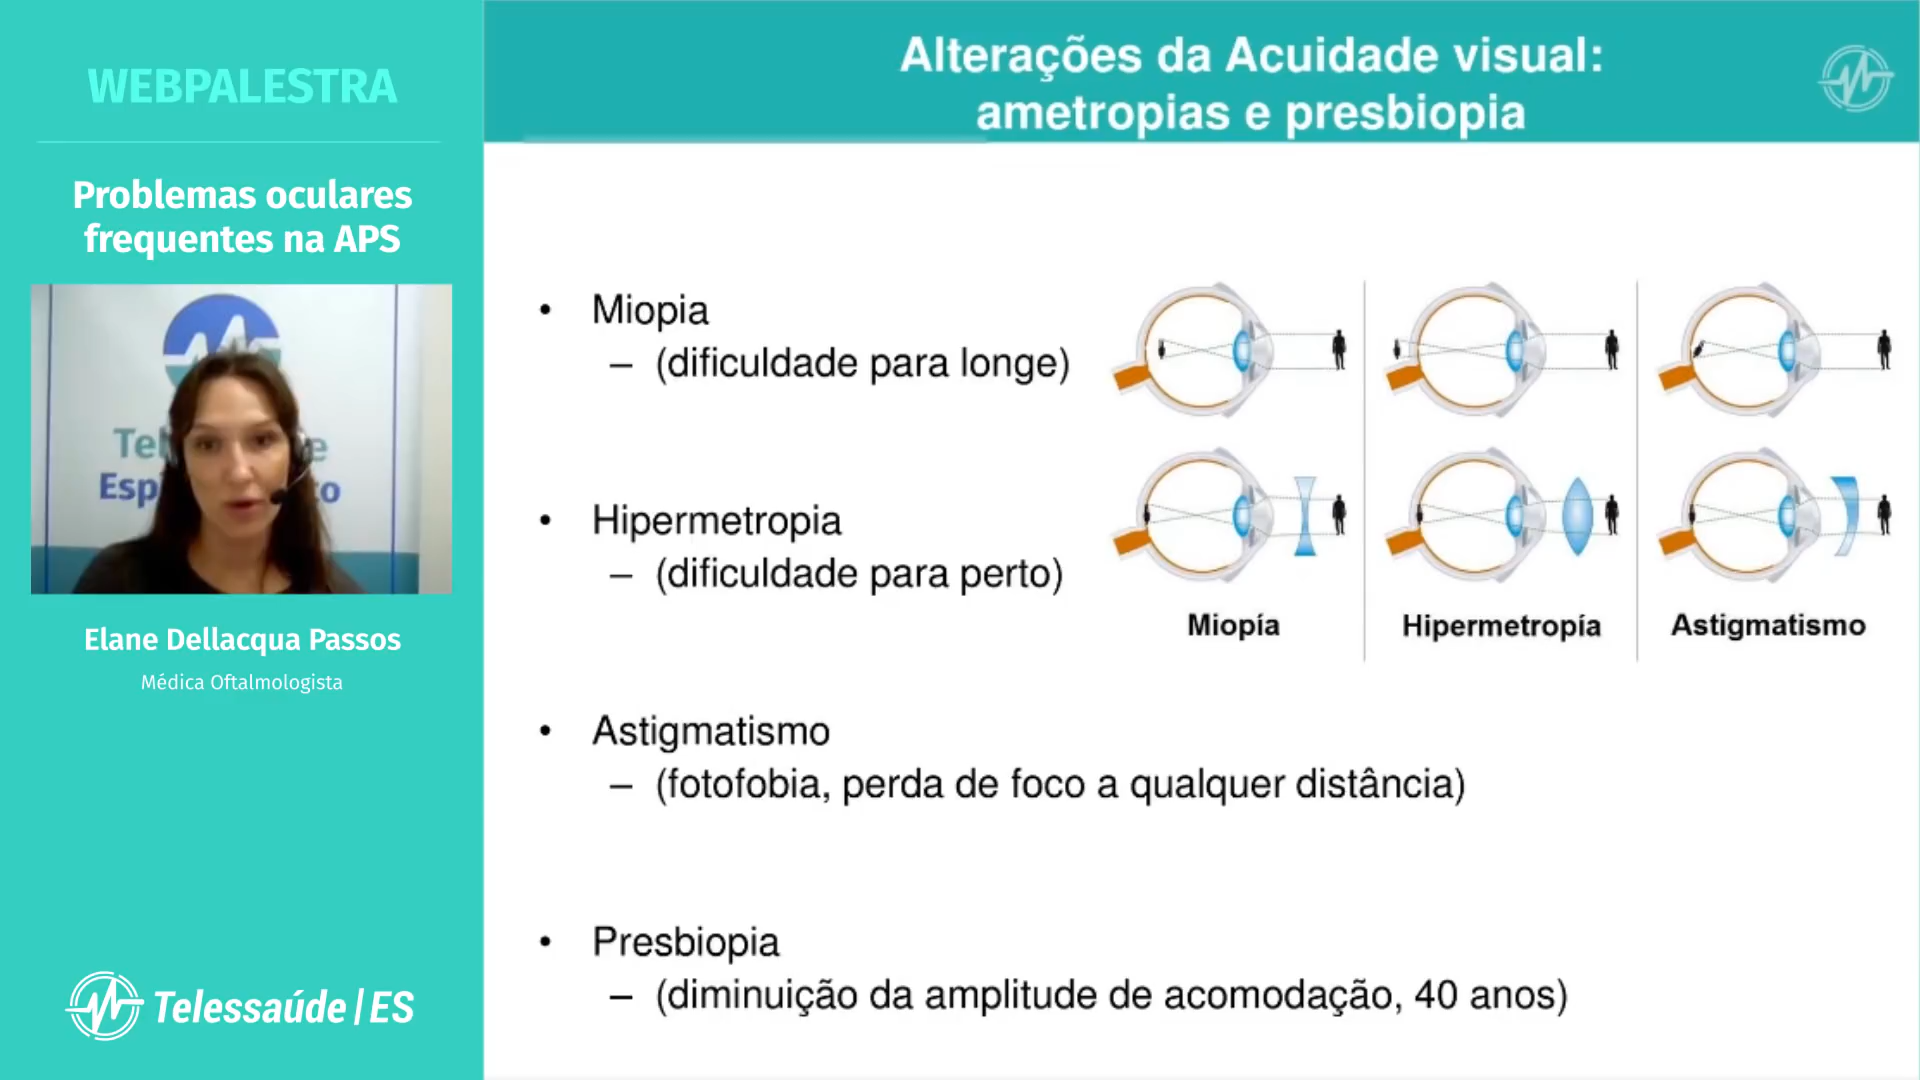 WEBPALESTRA
Problemas oculares
frequentes na APS
Elane Dellacqua Passos
Médica Oftalmologista
Telessaúde | ES
Alterações da Acuidade visual:
ametropias e presbiopia
• Miopia
– (dificuldade para longe)
• Hipermetropia
– (dificuldade para perto)
• Astigmatismo
– (fotofobia, perda de foco a qualquer distância)
• Presbiopia
– (diminuição da amplitude de acomodação, 40 anos)
Miopía
Hipermetropía
Astigmatismo